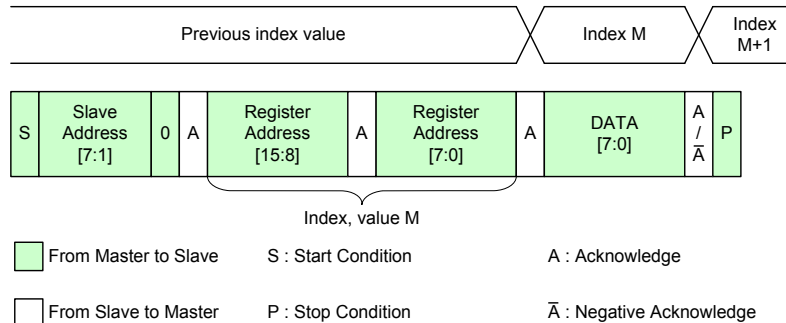 Previous index value
Index M
Index
M+1
S
Slave
Address
[7:1]
0
A
Register
Address
[15:8]
A
Register
Address
[7:0]
A
DATA
[7:0]
A
/
A̅
P
Index, value M
From Master to Slave
S : Start Condition
A : Acknowledge
From Slave to Master
P : Stop Condition
A̅ : Negative Acknowledge